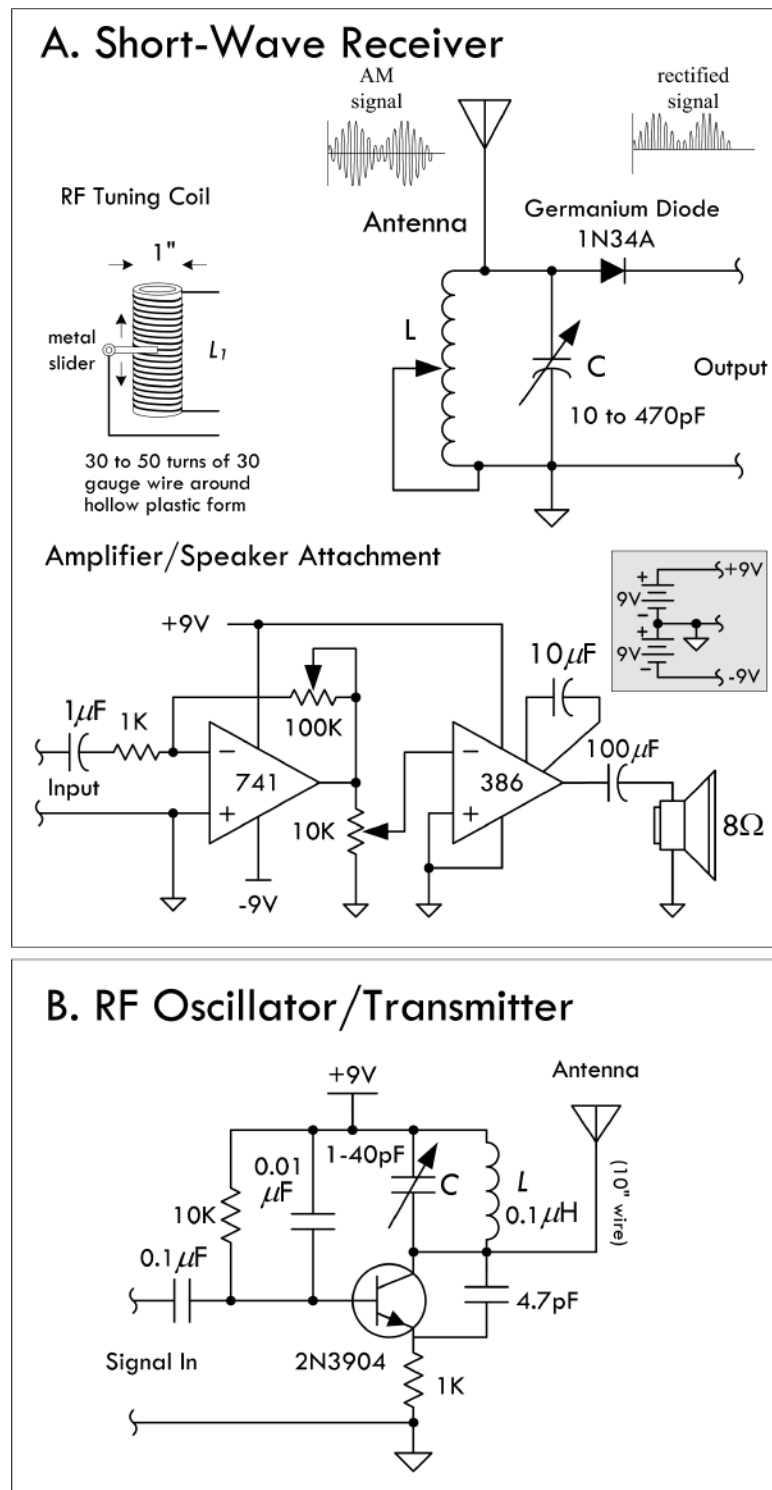 A. Short-Wave Receiver
AM
signal
rectified
signal
RF Tuning Coil
1"
metal
slider
L1
30 to 50 turns of 30
gauge wire around
hollow plastic form
Antenna
Germanium Diode
1N34A
L
C
10 to 470pF
Output
Amplifier/Speaker Attachment
+9V
1μF
1K
Input
100K
−
741
+
-9V
10K
10μF
−
386
+
100μF
8Ω
+
9V
−
+9V
+
9V
−
-9V
B. RF Oscillator/Transmitter
+9V
Antenna
(10" wire)
10K
0.01
μF
1-40pF
C
L
0.1μH
0.1μF
4.7pF
Signal In
2N3904
1K